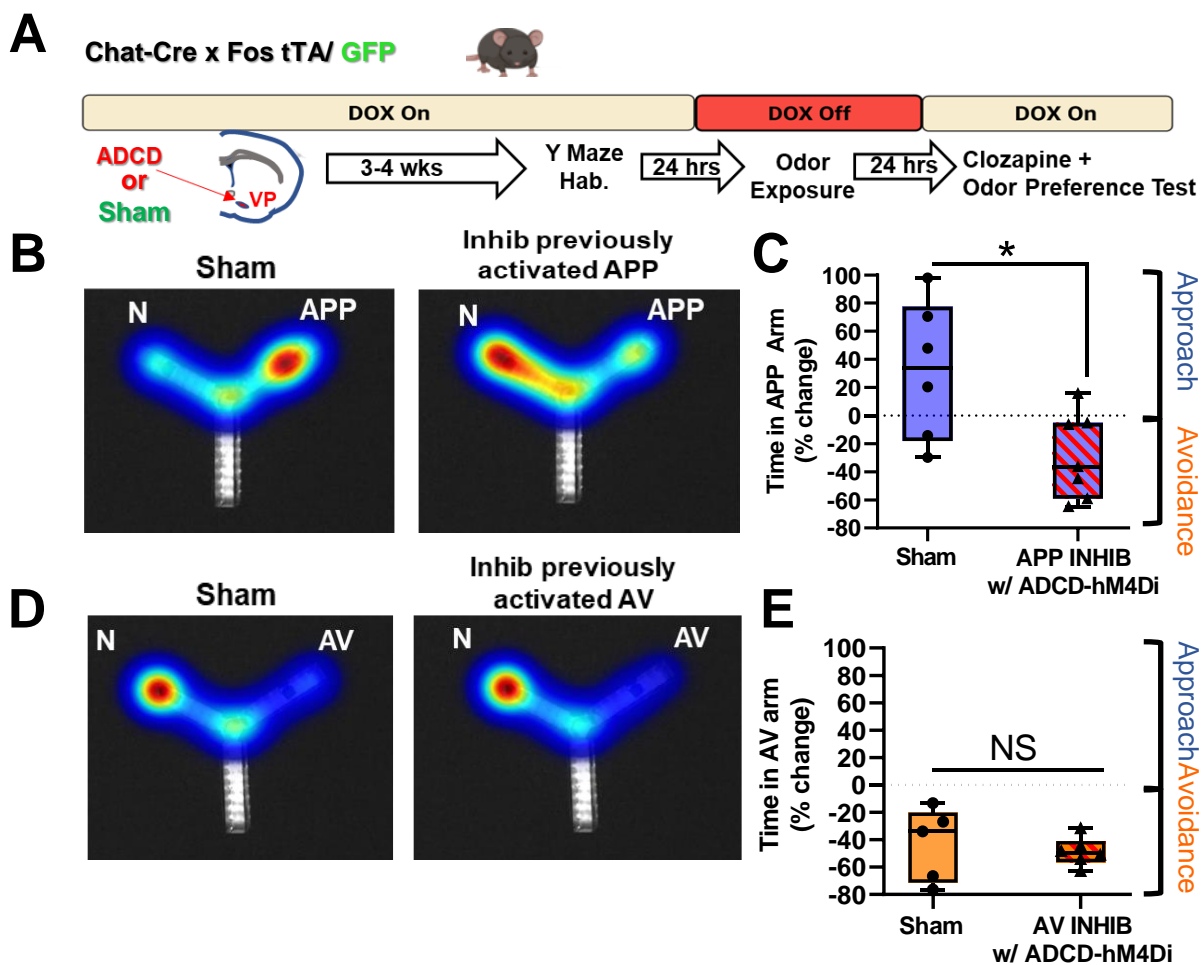 A
Chat-Cre x Fos tTA/ GFP
DOX On
DOX Off
DOX On
ADCD
or
Sham
VP
3-4 wks
Y Maze
Hab.
24 hrs
Odor
Exposure
24 hrs
Clozapine +
Odor Preference Test
B
Sham
N
APP
Inhib previously
activated APP
N
APP
C
Time in APP Arm
(% change)
100
80
60
40
20
0
-20
-40
-60
-80
*
Sham
APP INHIB
w/ ADCD-hM4Di
Approach
Avoidance
D
Sham
N
AV
Inhib previously
activated AV
N
AV
E
Time in AV arm
(% change)
100
80
60
40
20
0
-20
-40
-60
-80
NS
Sham
AV INHIB
w/ ADCD-hM4Di
Approach
Avoidance